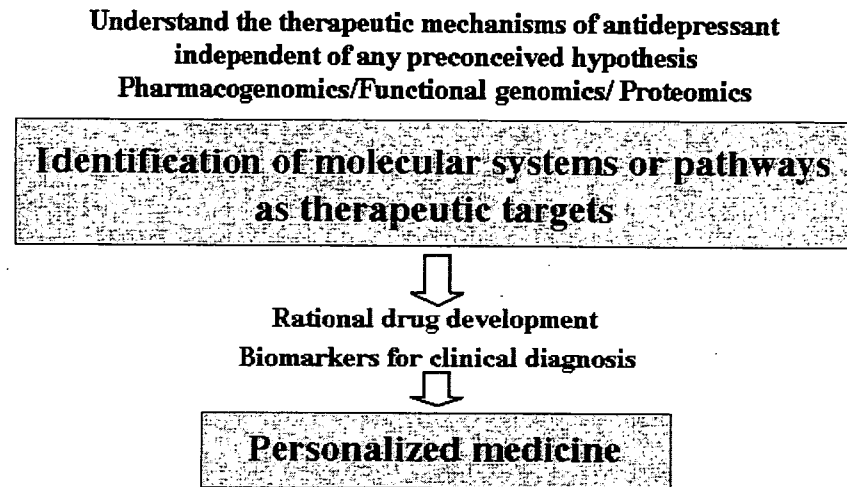 Understand the therapeutic mechanisms of antidepressant
independent of any preconceived hypothesis
Pharmacogenomics/Functional genomics/ Proteomics
Identification of molecular systems or pathways
as therapeutic targets
Rational drug development
Biomarkers for clinical diagnosis
Personalized medicine